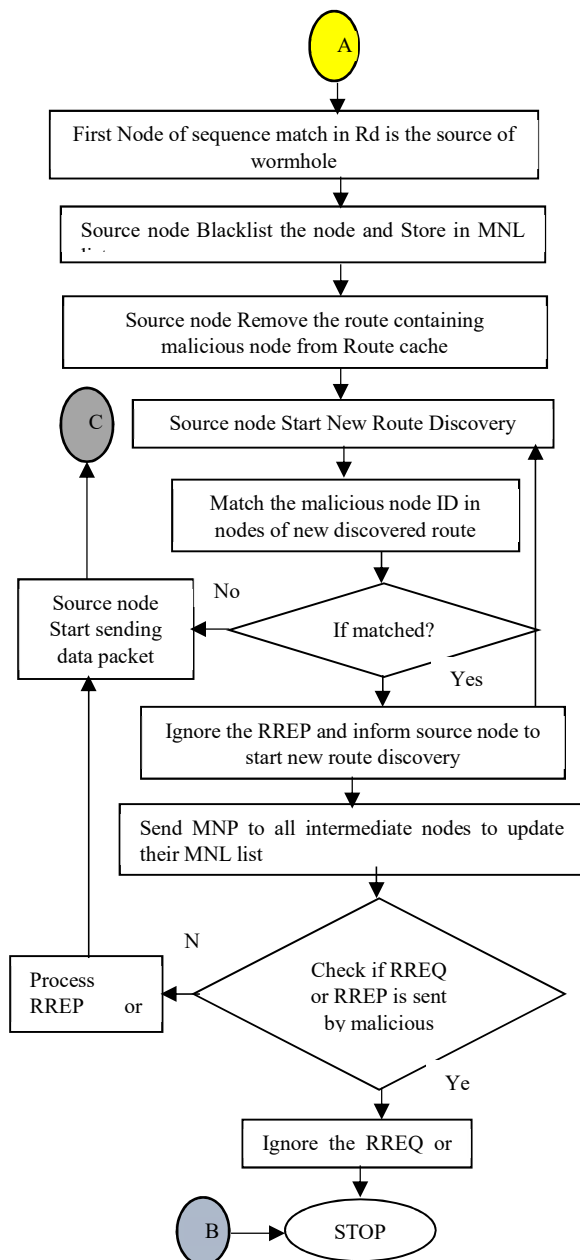 A
First Node of sequence match in Rd is the source of
wormhole
Source node Blacklist the node and Store in MNL
Source node Remove the route containing
malicious node from Route cache
C
Source node Start New Route Discovery
Match the malicious node ID in
nodes of new discovered route
No
Source node
Start sending
data packet
If matched?
Yes
Ignore the RREP and inform source node to
start new route discovery
Send MNP to all intermediate nodes to update
their MNL list
N
Process
RREP or
Check if RREQ
or RREP is sent
by malicious
Ye
Ignore the RREQ or
B
STOP